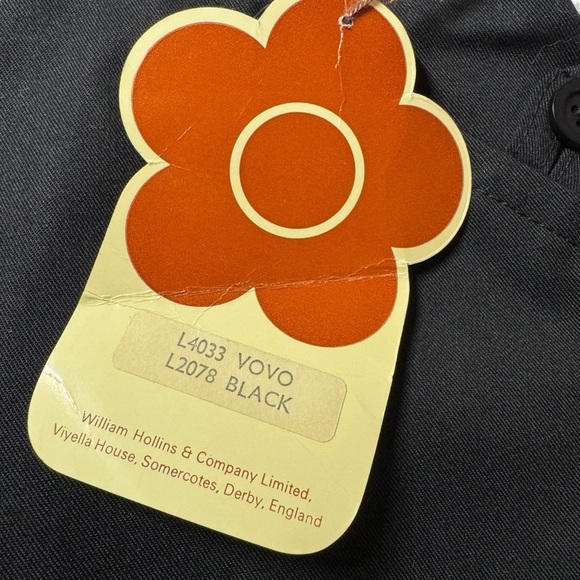 L4033 VOVO
L2078 BLACK
William Hollins & Company Limited,
Viyella House, Somercotes, Derby, England